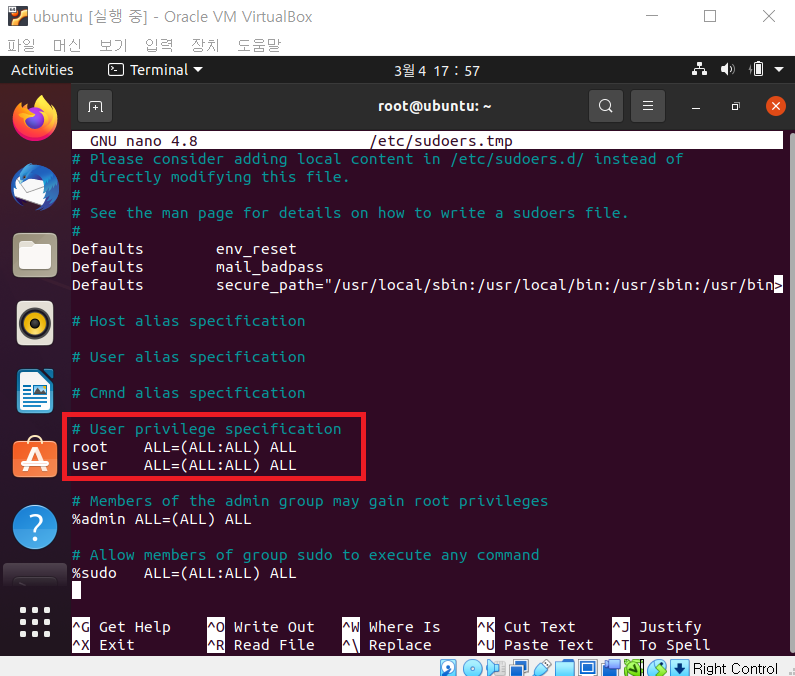 ubuntu [실행 중] - Oracle VM VirtualBox
파일 머신 보기 입력 장치 도움말
Activities Terminal 3월 4 17 : 57
root@ubuntu: ~
GNU nano 4.8 /etc/sudoers.tmp
# Please consider adding local content in /etc/sudoers.d/ instead of
# directly modifying this file.
#
# See the man page for details on how to write a sudoers file.
#
Defaults env_reset
Defaults mail_badpass
Defaults secure_path="/usr/local/sbin:/usr/local/bin:/usr/sbin:/usr/bin>
# Host alias specification
# User alias specification
# Cmnd alias specification
# User privilege specification
root ALL=(ALL:ALL) ALL
user ALL=(ALL:ALL) ALL
# Members of the admin group may gain root privileges
%admin ALL=(ALL) ALL
# Allow members of group sudo to execute any command
%sudo ALL=(ALL:ALL) ALL
^G Get Help ^O Write Out ^W Where Is ^K Cut Text ^J Justify
^X Exit ^R Read File ^\ Replace ^U Paste Text ^T To Spell
Right Control